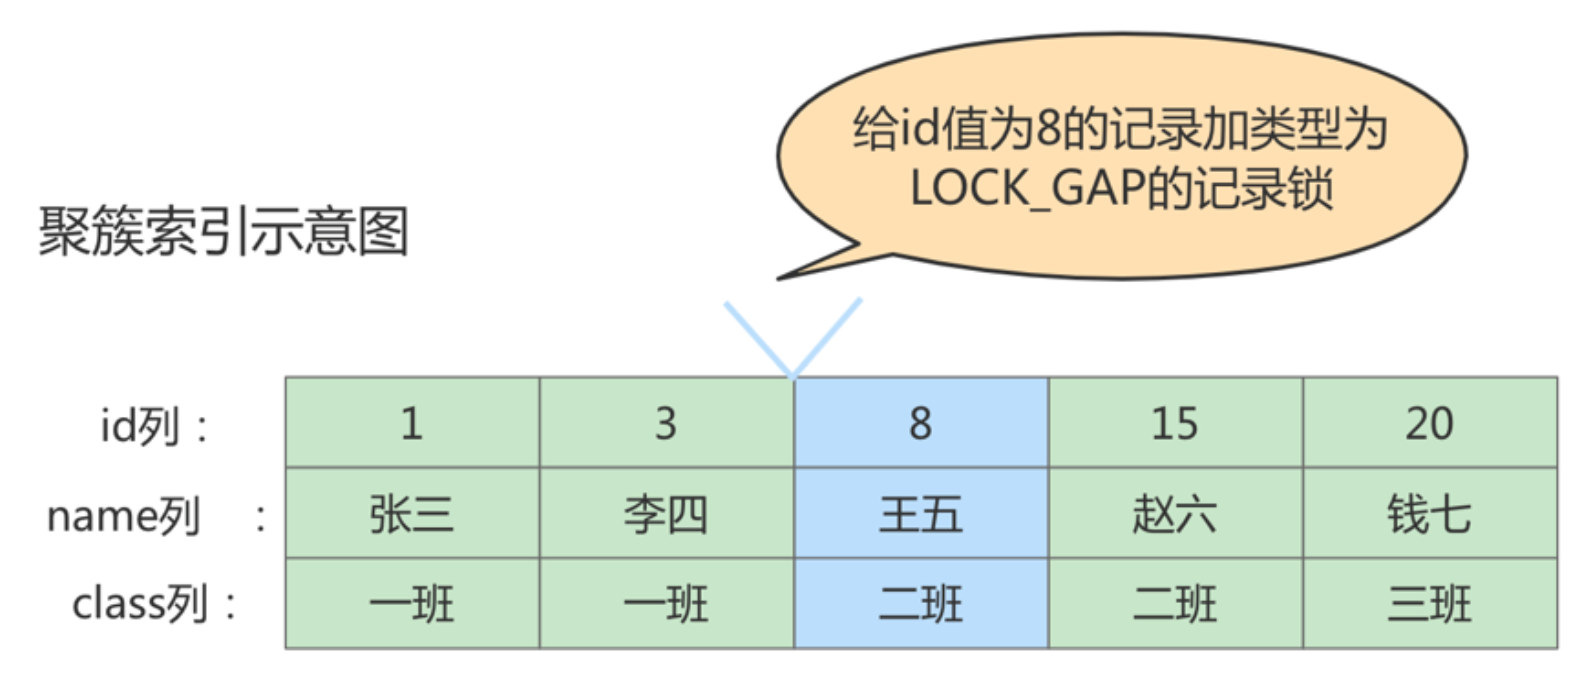 给id值为8的记录加类型为
LOCK_GAP的记录锁
聚簇索引示意图
id列： 1 3 8 15 20
name列 ： 张三 李四 王五 赵六 钱七
class列： 一班 一班 二班 二班 三班